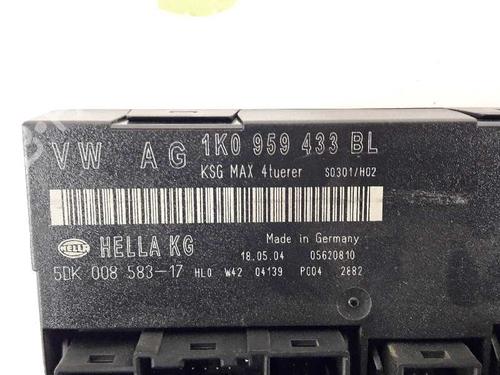 VW AG 1K0 959 433 BL
KSG MAX 4tuerer S0301/H02
HELLA HELLA KG Made in Germany
18.05.04 05620810
5DK 008 583-17 HL0 W42 04139 PC04 2882